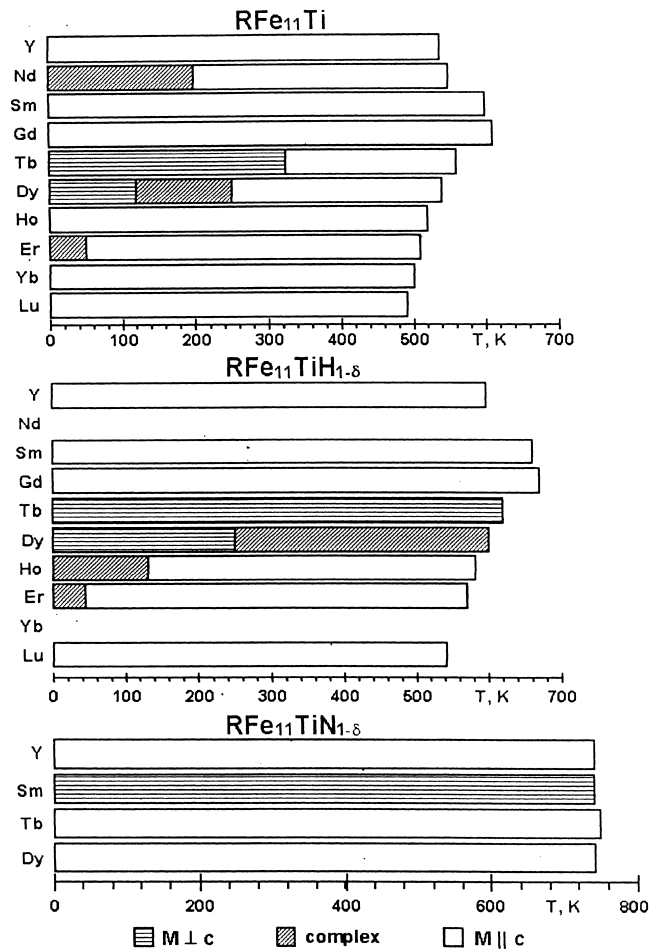 RFe₁₁Ti
Y
Nd
Sm
Gd
Tb
Dy
Ho
Er
Yb
Lu
0 100 200 300 400 500 T, K 700
RFe₁₁TiH₁₋δ
Y
Nd
Sm
Gd
Tb
Dy
Ho
Er
Yb
Lu
0 100 200 300 400 500 T, K 700
RFe₁₁TiN₁₋δ
Y
Sm
Tb
Dy
0 200 400 600 T, K 800
M ⊥ c complex M || c